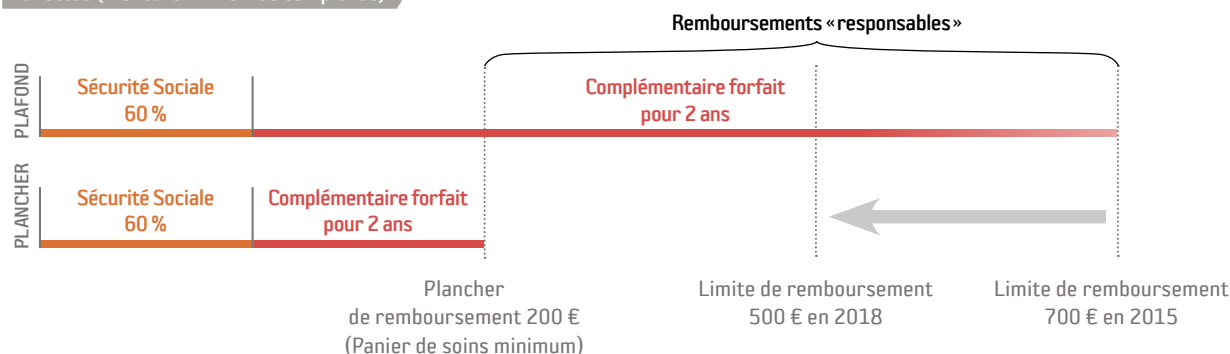 Remboursements «responsables»
PLAFOND
Sécurité Sociale
60 %
Complémentaire forfait
pour 2 ans
PLANCHER
Sécurité Sociale
60 %
Complémentaire forfait
pour 2 ans
Plancher
de remboursement 200 €
(Panier de soins minimum)
Limite de remboursement
500 € en 2018
Limite de remboursement
700 € en 2015